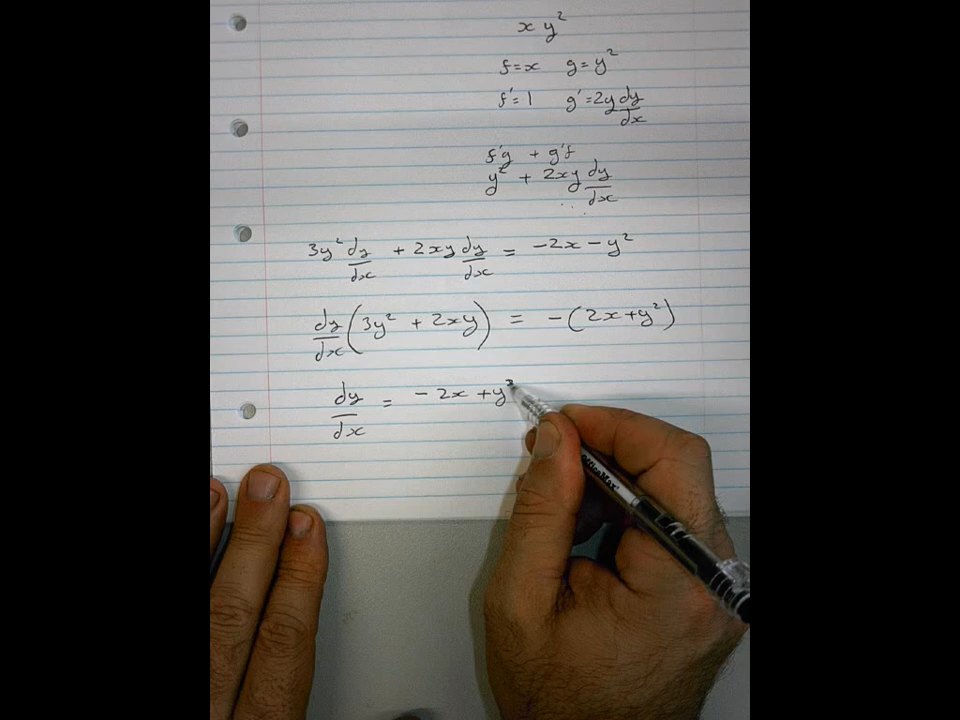 x y²
f = x g = y²
f' = 1 g' = 2y dy/dx
f'g + g'f
y² + 2xy dy/dx
3y² dy/dx + 2xy dy/dx = -2x - y²
dy/dx (3y² + 2xy) = -(2x+y²)
dy/dx = -2x + y²
OfficeMax